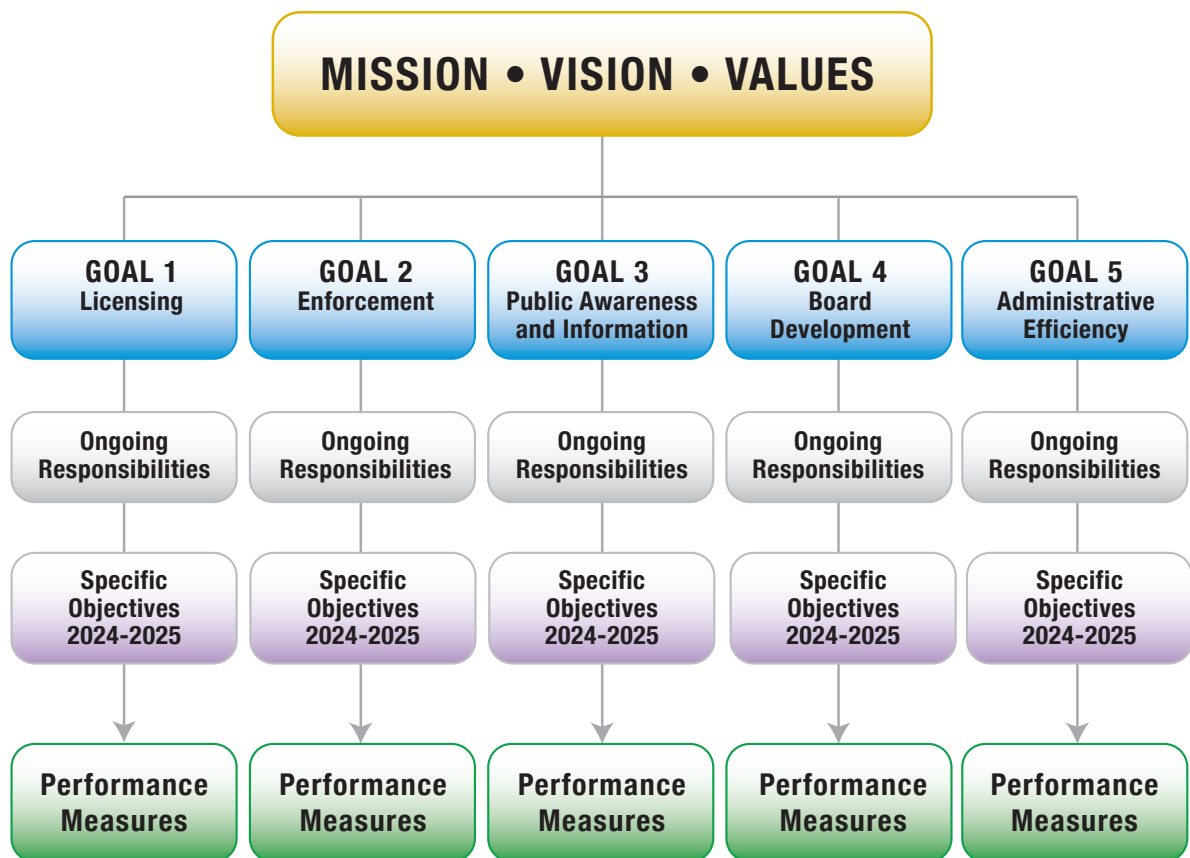 MISSION • VISION • VALUES
GOAL 1
Licensing
GOAL 2
Enforcement
GOAL 3
Public Awareness
and Information
GOAL 4
Board
Development
GOAL 5
Administrative
Efficiency
Ongoing
Responsibilities
Ongoing
Responsibilities
Ongoing
Responsibilities
Ongoing
Responsibilities
Ongoing
Responsibilities
Specific
Objectives
2024-2025
Specific
Objectives
2024-2025
Specific
Objectives
2024-2025
Specific
Objectives
2024-2025
Specific
Objectives
2024-2025
Performance
Measures
Performance
Measures
Performance
Measures
Performance
Measures
Performance
Measures